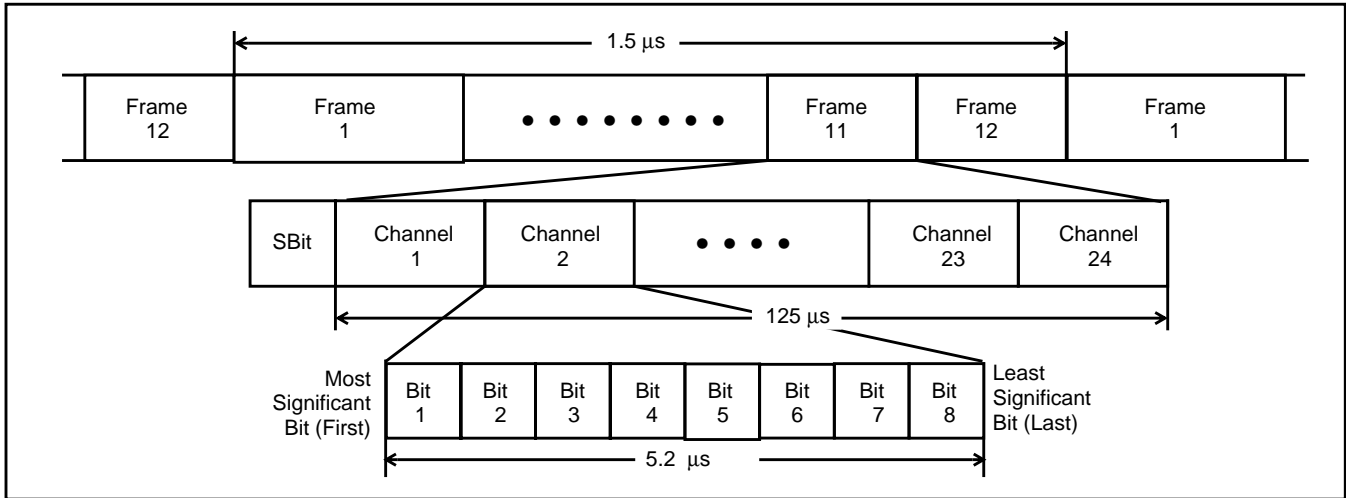 1.5 µs
Frame
12
Frame
1
Frame
11
Frame
12
Frame
1
SBit
Channel
1
Channel
2
Channel
23
Channel
24
125 µs
Most
Significant
Bit (First)
Bit
1
Bit
2
Bit
3
Bit
4
Bit
5
Bit
6
Bit
7
Bit
8
Least
Significant
Bit (Last)
5.2 µs